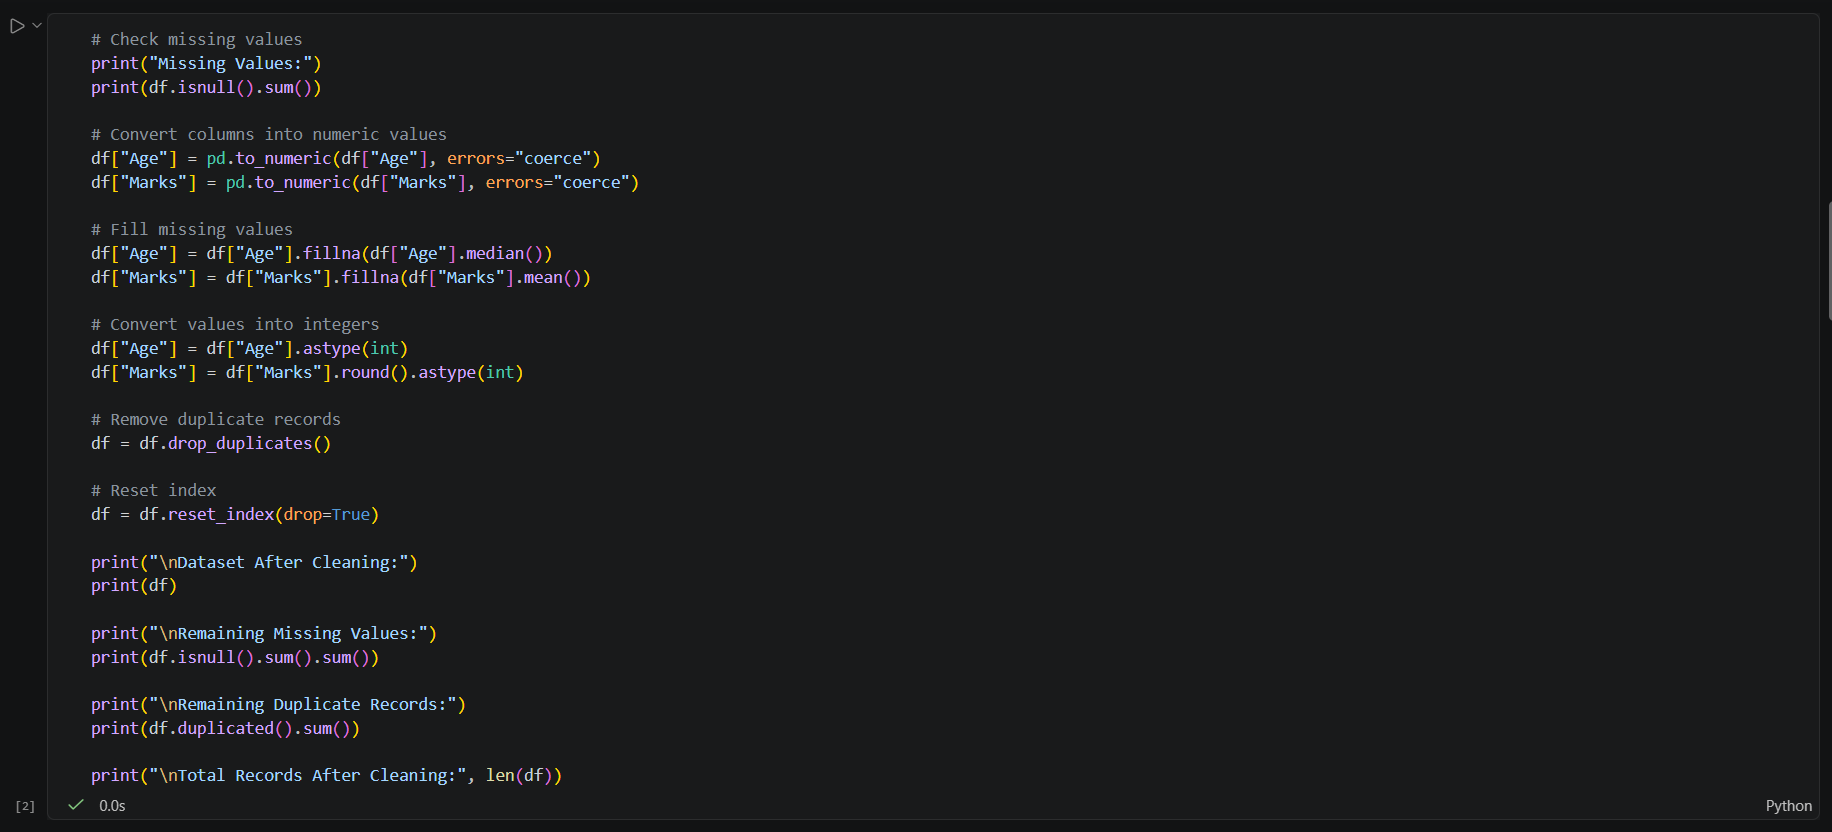 # Check missing values
print("Missing Values:")
print(df.isnull().sum())
# Convert columns into numeric values
df["Age"] = pd.to_numeric(df["Age"], errors="coerce")
df["Marks"] = pd.to_numeric(df["Marks"], errors="coerce")
# Fill missing values
df["Age"] = df["Age"].fillna(df["Age"].median())
df["Marks"] = df["Marks"].fillna(df["Marks"].mean())
# Convert values into integers
df["Age"] = df["Age"].astype(int)
df["Marks"] = df["Marks"].round().astype(int)
# Remove duplicate records
df = df.drop_duplicates()
# Reset index
df = df.reset_index(drop=True)
print("\nDataset After Cleaning:")
print(df)
print("\nRemaining Missing Values:")
print(df.isnull().sum().sum())
print("\nRemaining Duplicate Records:")
print(df.duplicated().sum())
print("\nTotal Records After Cleaning:", len(df))
[2] 0.0s Python